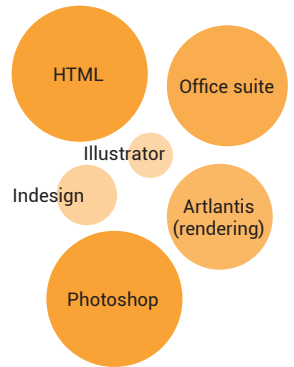 HTML
Office suite
Illustrator
Indesign
Artlantis
(rendering)
Photoshop